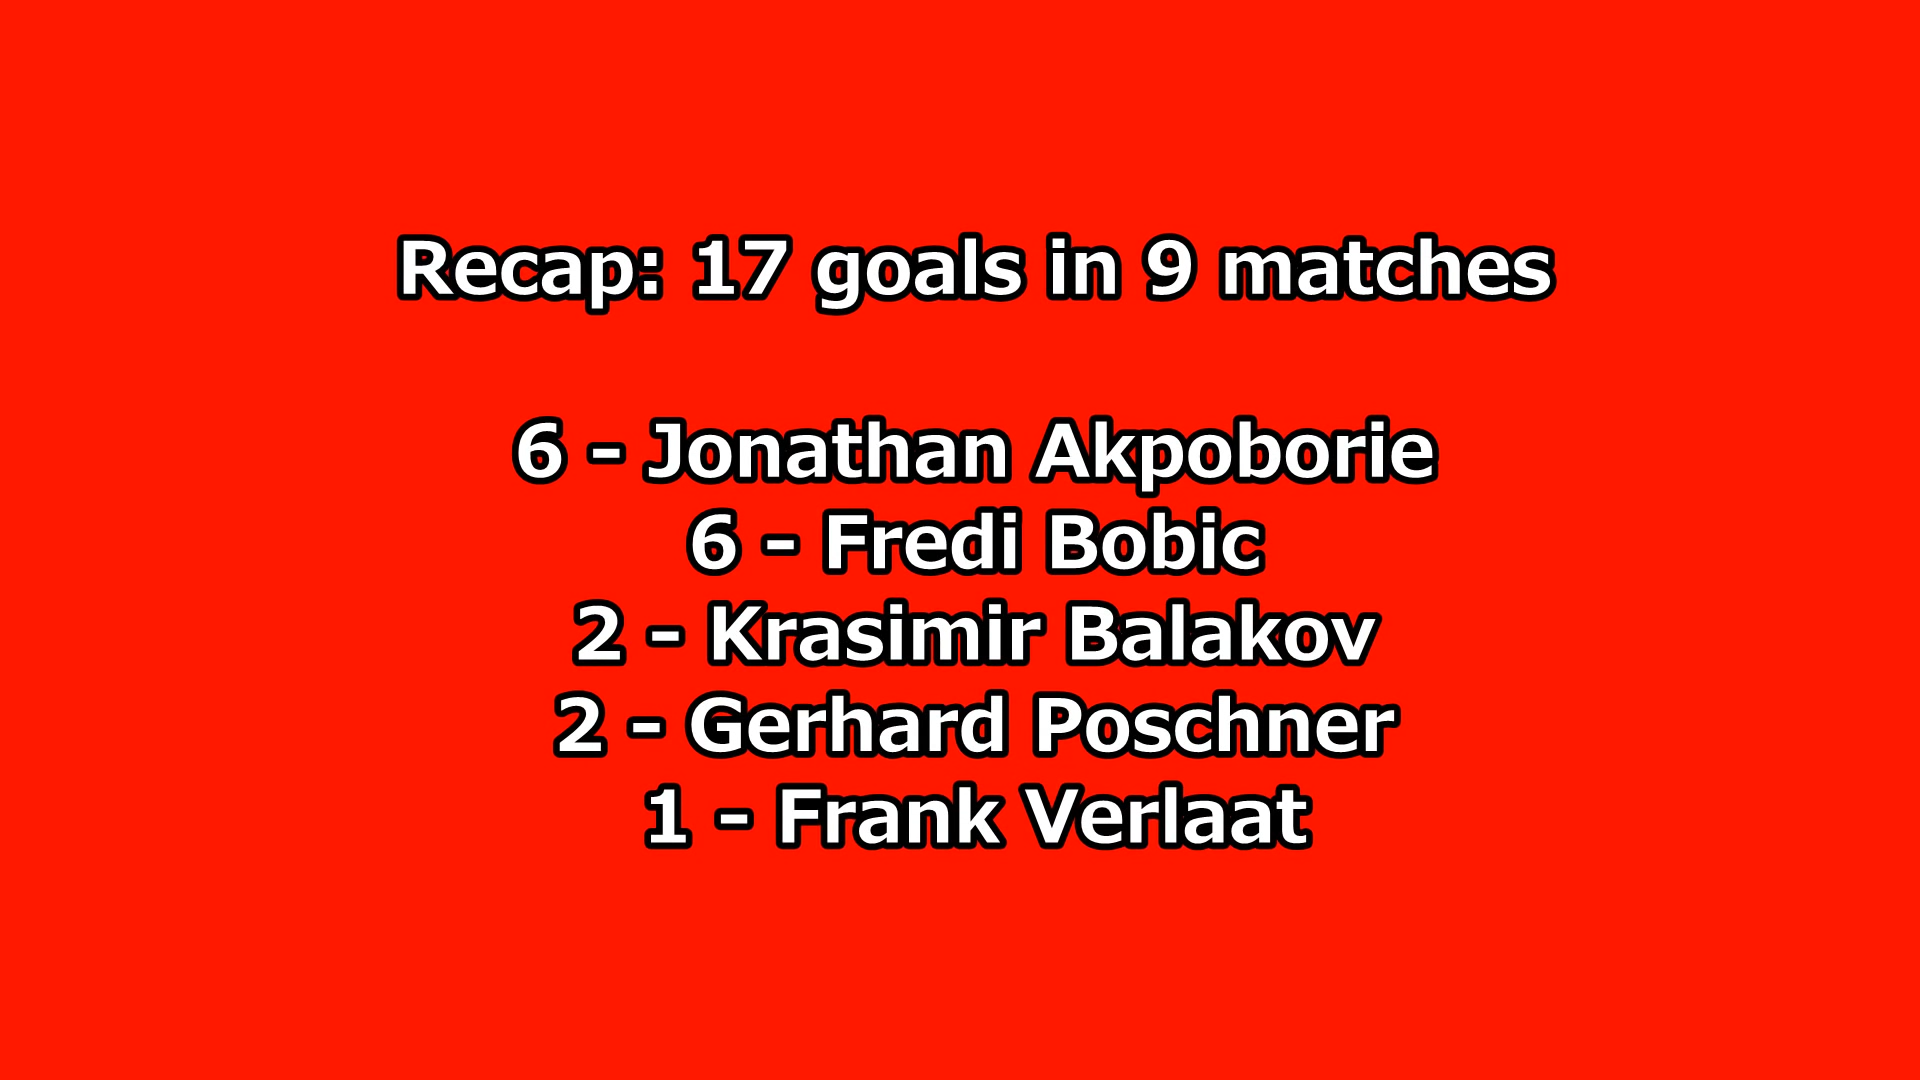 Recap: 17 goals in 9 matches
6 - Jonathan Akpoborie
6 - Fredi Bobic
2 - Krasimir Balakov
2 - Gerhard Poschner
1 - Frank Verlaat